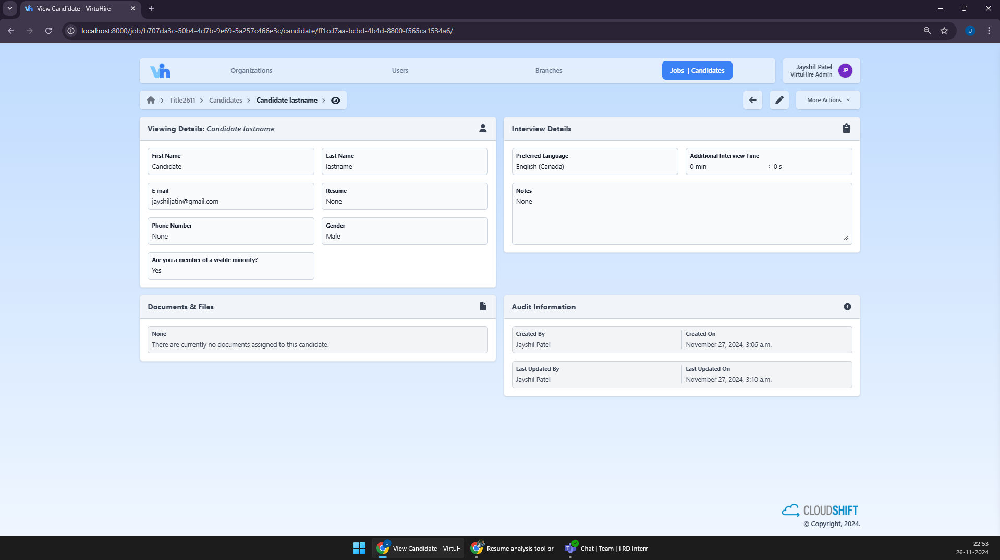 View Candidate - VirtuHire
localhost:8000/job/b707da3c-50b4-4d7b-9e69-5a257c466e3c/candidate/ff1cd7aa-bcbd-4b4d-8800-f565ca1534a6/
J
Vh
Organizations
Users
Branches
Jobs | Candidates
Jayshil Patel
VirtuHire Admin
JP
Title2611
Candidates
Candidate lastname
More Actions
Viewing Details: Candidate lastname
First Name
Candidate
Last Name
lastname
E-mail
jayshiljatin@gmail.com
Resume
None
Phone Number
None
Gender
Male
Are you a member of a visible minority?
Yes
Interview Details
Preferred Language
English (Canada)
Additional Interview Time
0 min : 0 s
Notes
None
Documents & Files
None
There are currently no documents assigned to this candidate.
Audit Information
Created By
Jayshil Patel
Created On
November 27, 2024, 3:06 a.m.
Last Updated By
Jayshil Patel
Last Updated On
November 27, 2024, 3:10 a.m.
CLOUDSHIFT
© Copyright, 2024.
J
View Candidate - VirtuH
Resume analysis tool pr
Chat | Team | IIRD Interr
22:53
26-11-2024